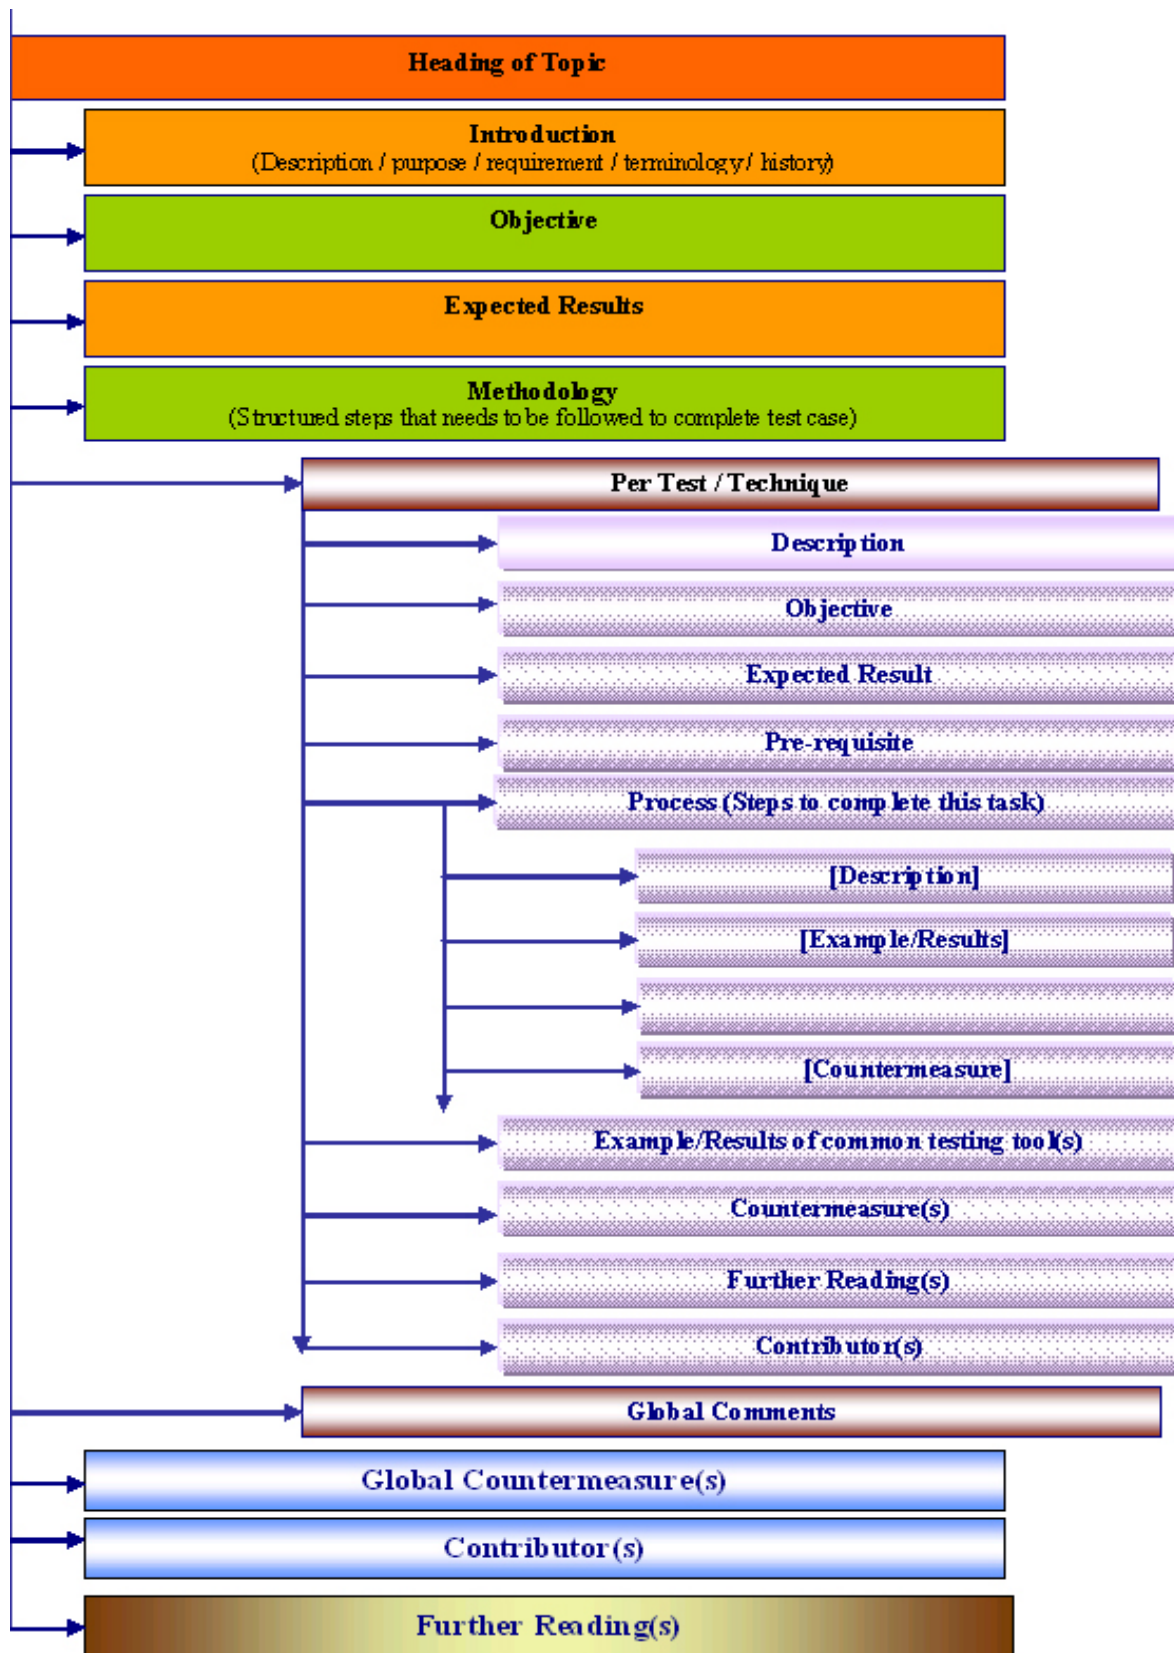 Heading of Topic
Introduction
(Description / purpose / requirement / terminology / history)
Objective
Expected Results
Methodology
(Structured steps that needs to be followed to complete test case)
Per Test / Technique
Description
Objective
Expected Result
Pre-requisite
Process (Steps to complete this task)
[Description]
[Example/Results]
[Countermeasure]
Example/Results of common testing tool(s)
Countermeasure(s)
Further Reading(s)
Contributor(s)
Global Comments
Global Countermeasure(s)
Contributor(s)
Further Reading(s)